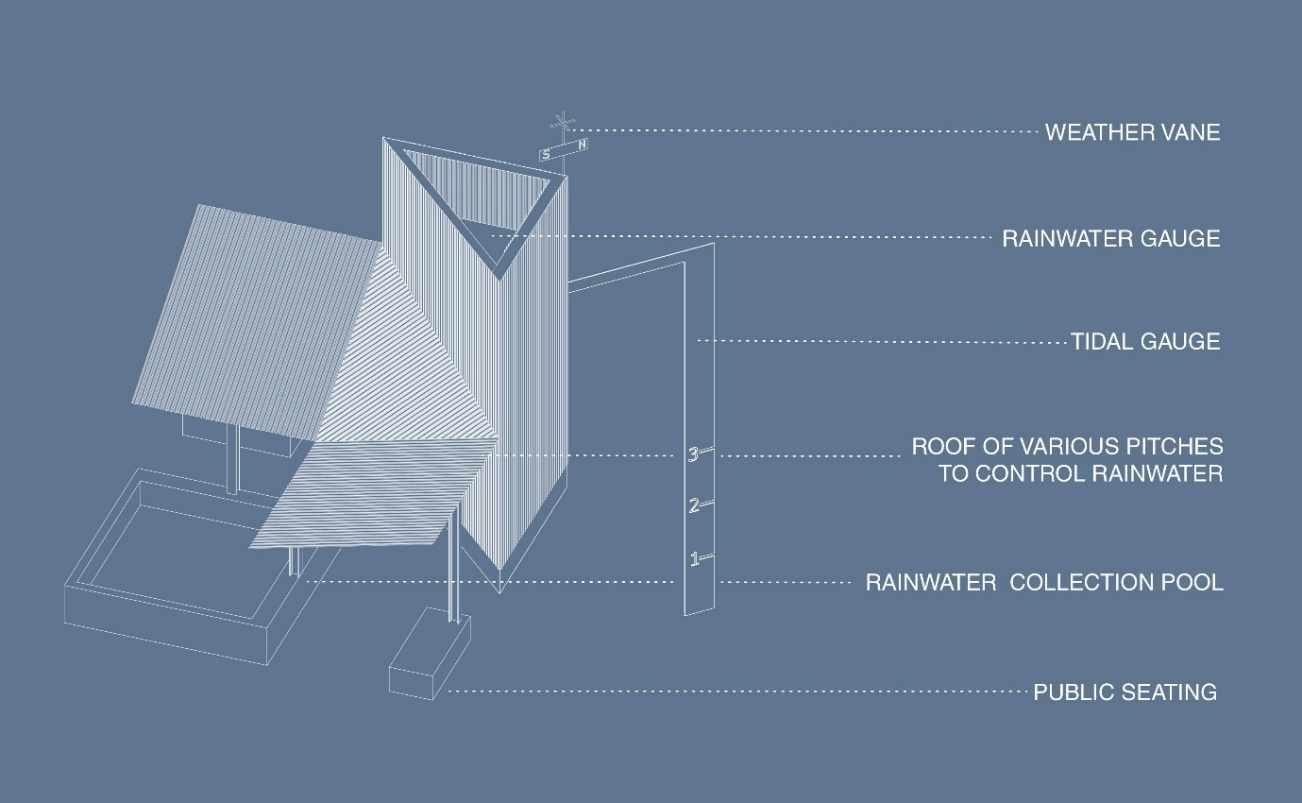 WEATHER VANE
S N
RAINWATER GAUGE
TIDAL GAUGE
ROOF OF VARIOUS PITCHES
TO CONTROL RAINWATER
3
2
1
RAINWATER COLLECTION POOL
PUBLIC SEATING